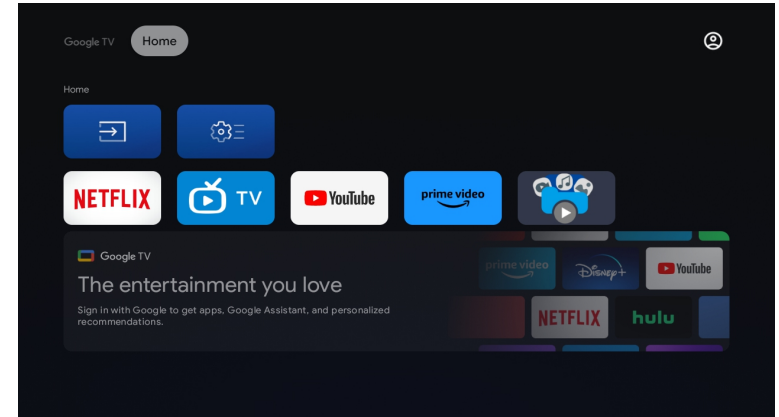 Google TV Home
Home
NETFLIX TV YouTube prime video
Google TV
The entertainment you love
Sign in with Google to get apps, Google Assistant, and personalized
recommendations.
prime video Disney+ YouTube
NETFLIX hulu